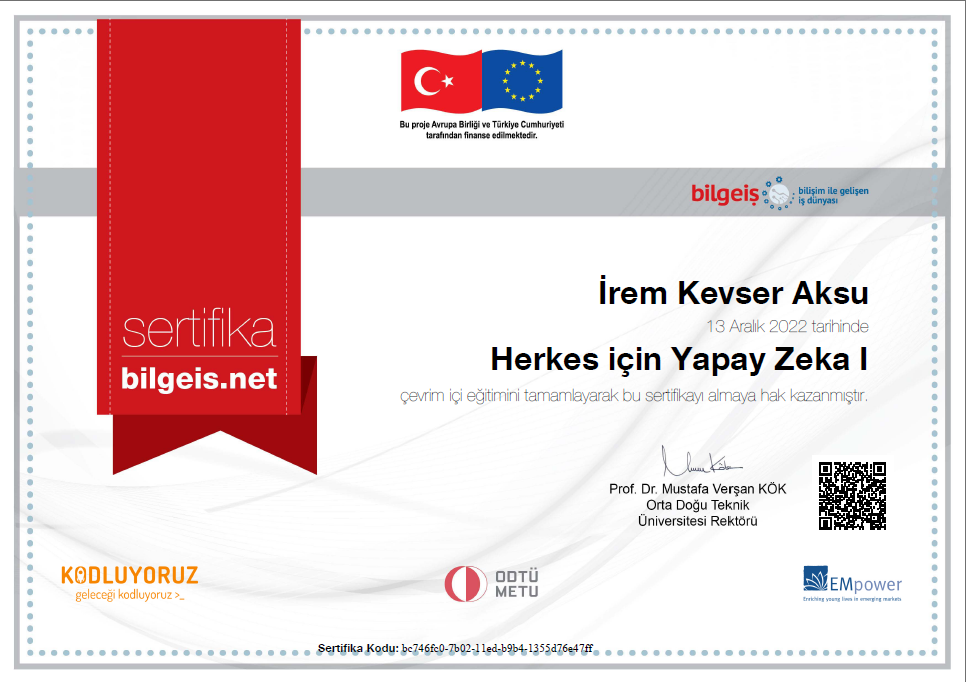 Bu proje Avrupa Birliği ve Türkiye Cumhuriyeti
tarafından finanse edilmektedir.
bilgeiş
bilişim ile gelişen
iş dünyası
sertifika
bilgeis.net
İrem Kevser Aksu
13 Aralık 2022 tarihinde
Herkes için Yapay Zeka I
çevrim içi eğitimini tamamlayarak bu sertifikayı almaya hak kazanmıştır.
Prof. Dr. Mustafa Verşan KÖK
Orta Doğu Teknik
Üniversitesi Rektörü
KODLUYORUZ
geleceği kodluyoruz >_
ODTÜ
METU
EMpower
Enriching young lives in emerging markets
Sertifika Kodu: bc746fc0-7b02-11ed-b9b4-1355d76e47ff